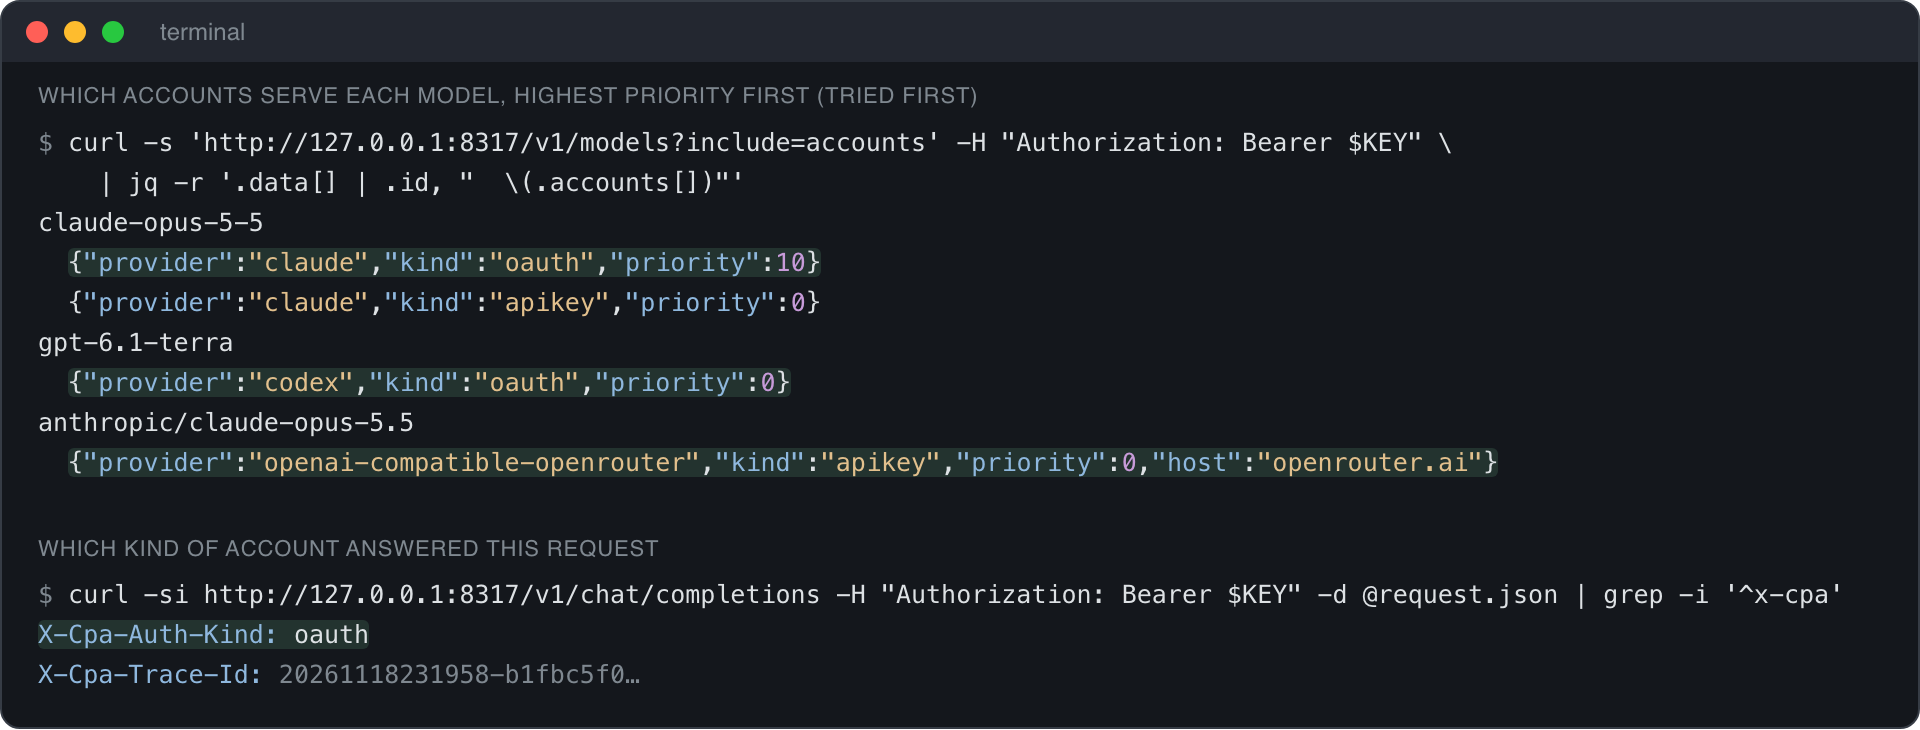 terminal
WHICH ACCOUNTS SERVE EACH MODEL, HIGHEST PRIORITY FIRST (TRIED FIRST)
$ curl -s 'http://127.0.0.1:8317/v1/models?include=accounts' -H "Authorization: Bearer $KEY" \
    | jq -r '.data[] | .id, "  \(.accounts[])"'
claude-opus-5-5
  {"provider":"claude","kind":"oauth","priority":10}
  {"provider":"claude","kind":"apikey","priority":0}
gpt-6.1-terra
  {"provider":"codex","kind":"oauth","priority":0}
anthropic/claude-opus-5.5
  {"provider":"openai-compatible-openrouter","kind":"apikey","priority":0,"host":"openrouter.ai"}
WHICH KIND OF ACCOUNT ANSWERED THIS REQUEST
$ curl -si http://127.0.0.1:8317/v1/chat/completions -H "Authorization: Bearer $KEY" -d @request.json | grep -i '^x-cpa'
X-Cpa-Auth-Kind: oauth
X-Cpa-Trace-Id: 20261118231958-b1fbc5f0…